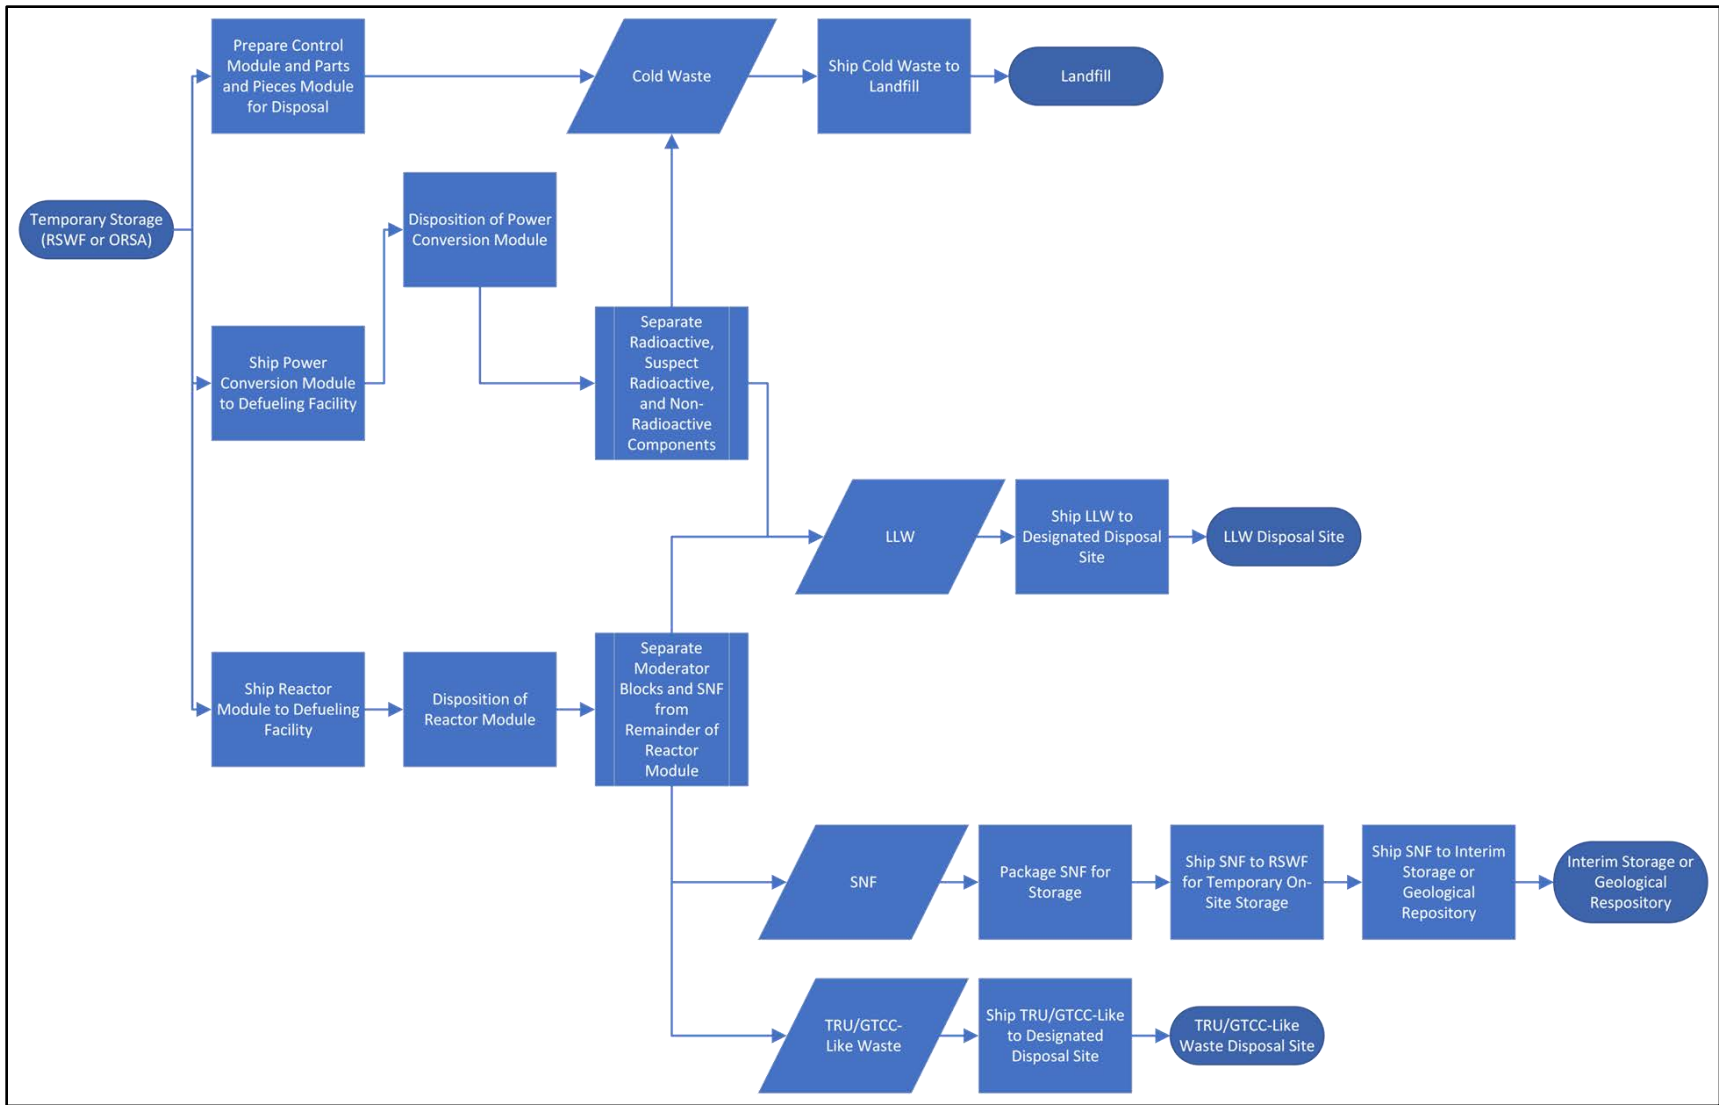 Prepare Control
Module and Parts
and Pieces Module
for Disposal
Cold Waste
Ship Cold Waste to
Landfill
Landfill
Temporary Storage
(RSWF or ORSA)
Disposition of Power
Conversion Module
Ship Power
Conversion Module
to Defueling Facility
Separate
Radioactive,
Suspect
Radioactive,
and Non-
Radioactive
Components
LLW
Ship LLW to
Designated Disposal
Site
LLW Disposal Site
Ship Reactor
Module to Defueling
Facility
Disposition of
Reactor Module
Separate
Moderator
Blocks and SNF
from
Remainder of
Reactor
Module
SNF
Package SNF for
Storage
Ship SNF to RSWF
for Temporary On-
Site Storage
Ship SNF to Interim
Storage or
Geological
Repository
Interim Storage or
Geological
Respository
TRU/GTCC-
Like Waste
Ship TRU/GTCC-Like
to Designated
Disposal Site
TRU/GTCC-Like
Waste Disposal Site